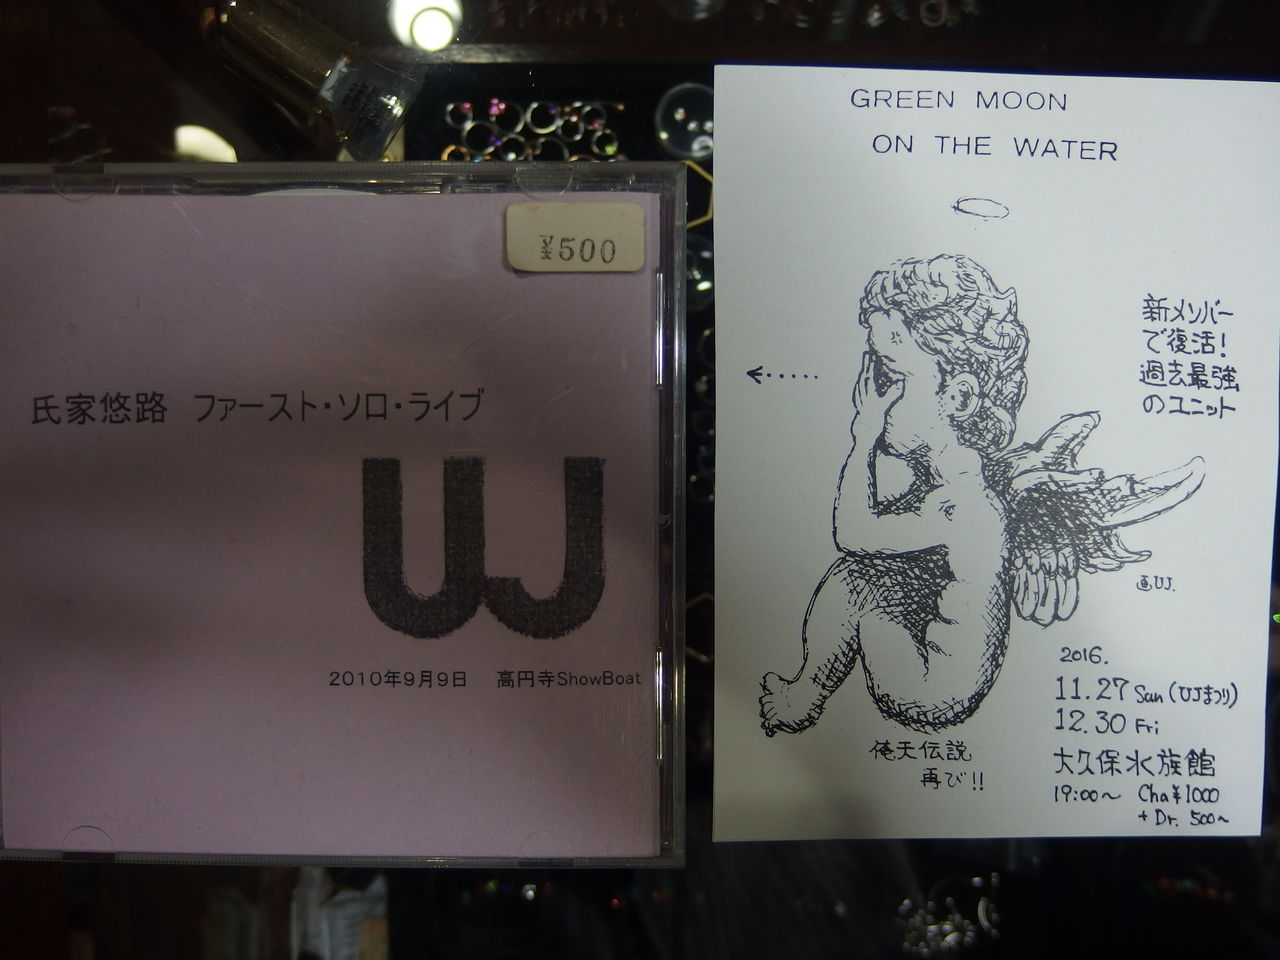 ¥500
氏家悠路 ファースト・ソロ・ライブ
UJ
2010年9月9日 高円寺ShowBoat
GREEN MOON
ON THE WATER
新メンバー
で復活!
過去最強
のユニット
画UJ.
2016.
11.27 Sun (UJまつり)
12.30 Fri
俺天伝説
再び!!
大久保水族館
19:00〜 Cha¥1000
+ Dr. 500〜